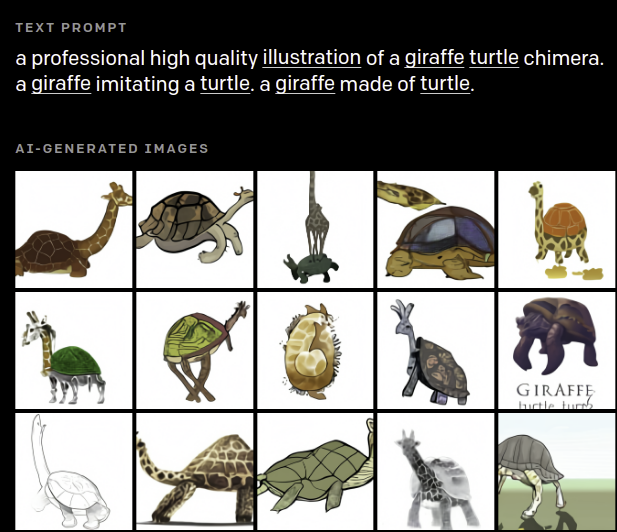 TEXT PROMPT
a professional high quality illustration of a giraffe turtle chimera.
a giraffe imitating a turtle. a giraffe made of turtle.
AI-GENERATED IMAGES
GIRAFFE
turtle